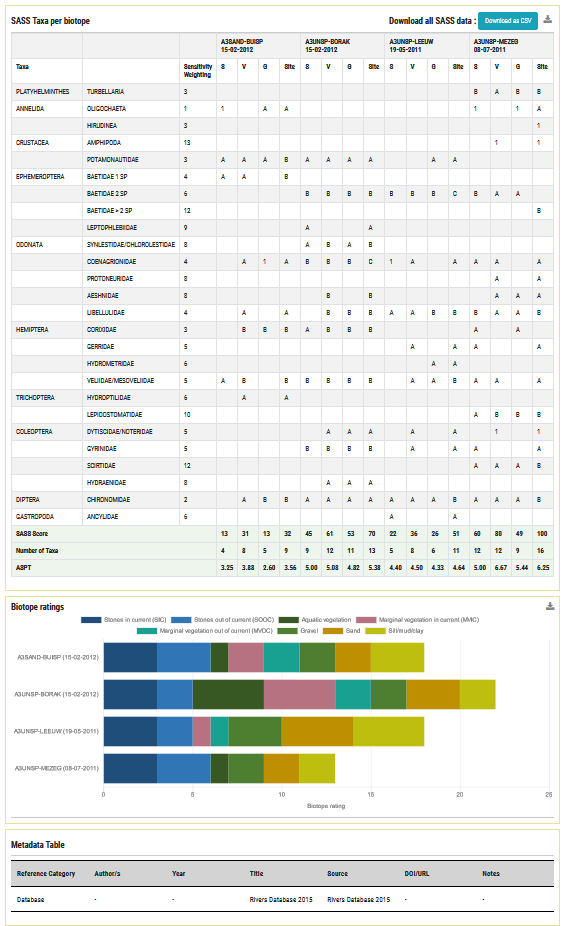 SASS Taxa per biotope
Download all SASS data : Download as CSV
A3SAND-BUISP 15-02-2012 A3UNSP-BORAK 15-02-2012 A3UNSP-LEEUW 19-05-2011 A3UNSP-MEZEG 08-07-2011
Taxa Sensitivity Weighting S V G Site S V G Site S V G Site S V G Site
PLATYHELMINTHES TURBELLARIA 3 B A B B
ANNELIDA OLIGOCHAETA 1 1 A A 1 1 A
HIRUDINEA 3 1
CRUSTACEA AMPHIPODA 13 1 1
POTAMONAUTIDAE 3 A A A B A A A A A A
EPHEMEROPTERA BAETIDAE 1 SP 4 A A B
BAETIDAE 2 SP 6 B B B B B B B C B A A
BAETIDAE > 2 SP 12 B
LEPTOPHLEBIIDAE 9 A A
ODONATA SYNLESTIDAE/CHLOROLESTIDAE 8 A B A B
COENAGRIONIDAE 4 A 1 A B B B C 1 A A A A A
PROTONEURIDAE 8 A A
AESHNIDAE 8 B B A A A
LIBELLULIDAE 4 A A B B B A A B B B A A B
HEMIPTERA CORIXIDAE 3 B B B A B B B A A
GERRIDAE 5 A A A A
HYDROMETRIDAE 6 A A
VELIIDAE/MESOVELIIDAE 5 A B B B B B B A A B A A A
TRICHOPTERA HYDROPTILIDAE 6 A A
LEPIDOSTOMATIDAE 10 A B B B
COLEOPTERA DYTISCIDAE/NOTERIDAE 5 A A A A A 1 1
GYRINIDAE 5 B B B B A A A A
SCIRTIDAE 12 A A A B
HYDRAENIDAE 8 A A A
DIPTERA CHIRONOMIDAE 2 A B B A A A A A A A B A A A B
GASTROPODA ANCYLIDAE 6 A A
SASS Score 13 31 13 32 45 61 53 70 22 36 26 51 60 80 49 100
Number of Taxa 4 8 5 9 9 12 11 13 5 8 6 11 12 12 9 16
ASPT 3.25 3.88 2.60 3.56 5.00 5.08 4.82 5.38 4.40 4.50 4.33 4.64 5.00 6.67 5.44 6.25
Biotope ratings
Stones in current (SIC) Stones out of current (SOOC) Aquatic vegetation Marginal vegetation in current (MVIC)
Marginal vegetation out of current (MVOC) Gravel Sand Silt/mud/clay
A3SAND-BUISP (15-02-2012)
A3UNSP-BORAK (15-02-2012)
A3UNSP-LEEUW (19-05-2011)
A3UNSP-MEZEG (08-07-2011)
0 5 10 15 20 25
Biotope rating
Metadata Table
Reference Category Author/s Year Title Source DOI/URL Notes
Database - - Rivers Database 2015 Rivers Database 2015 - -